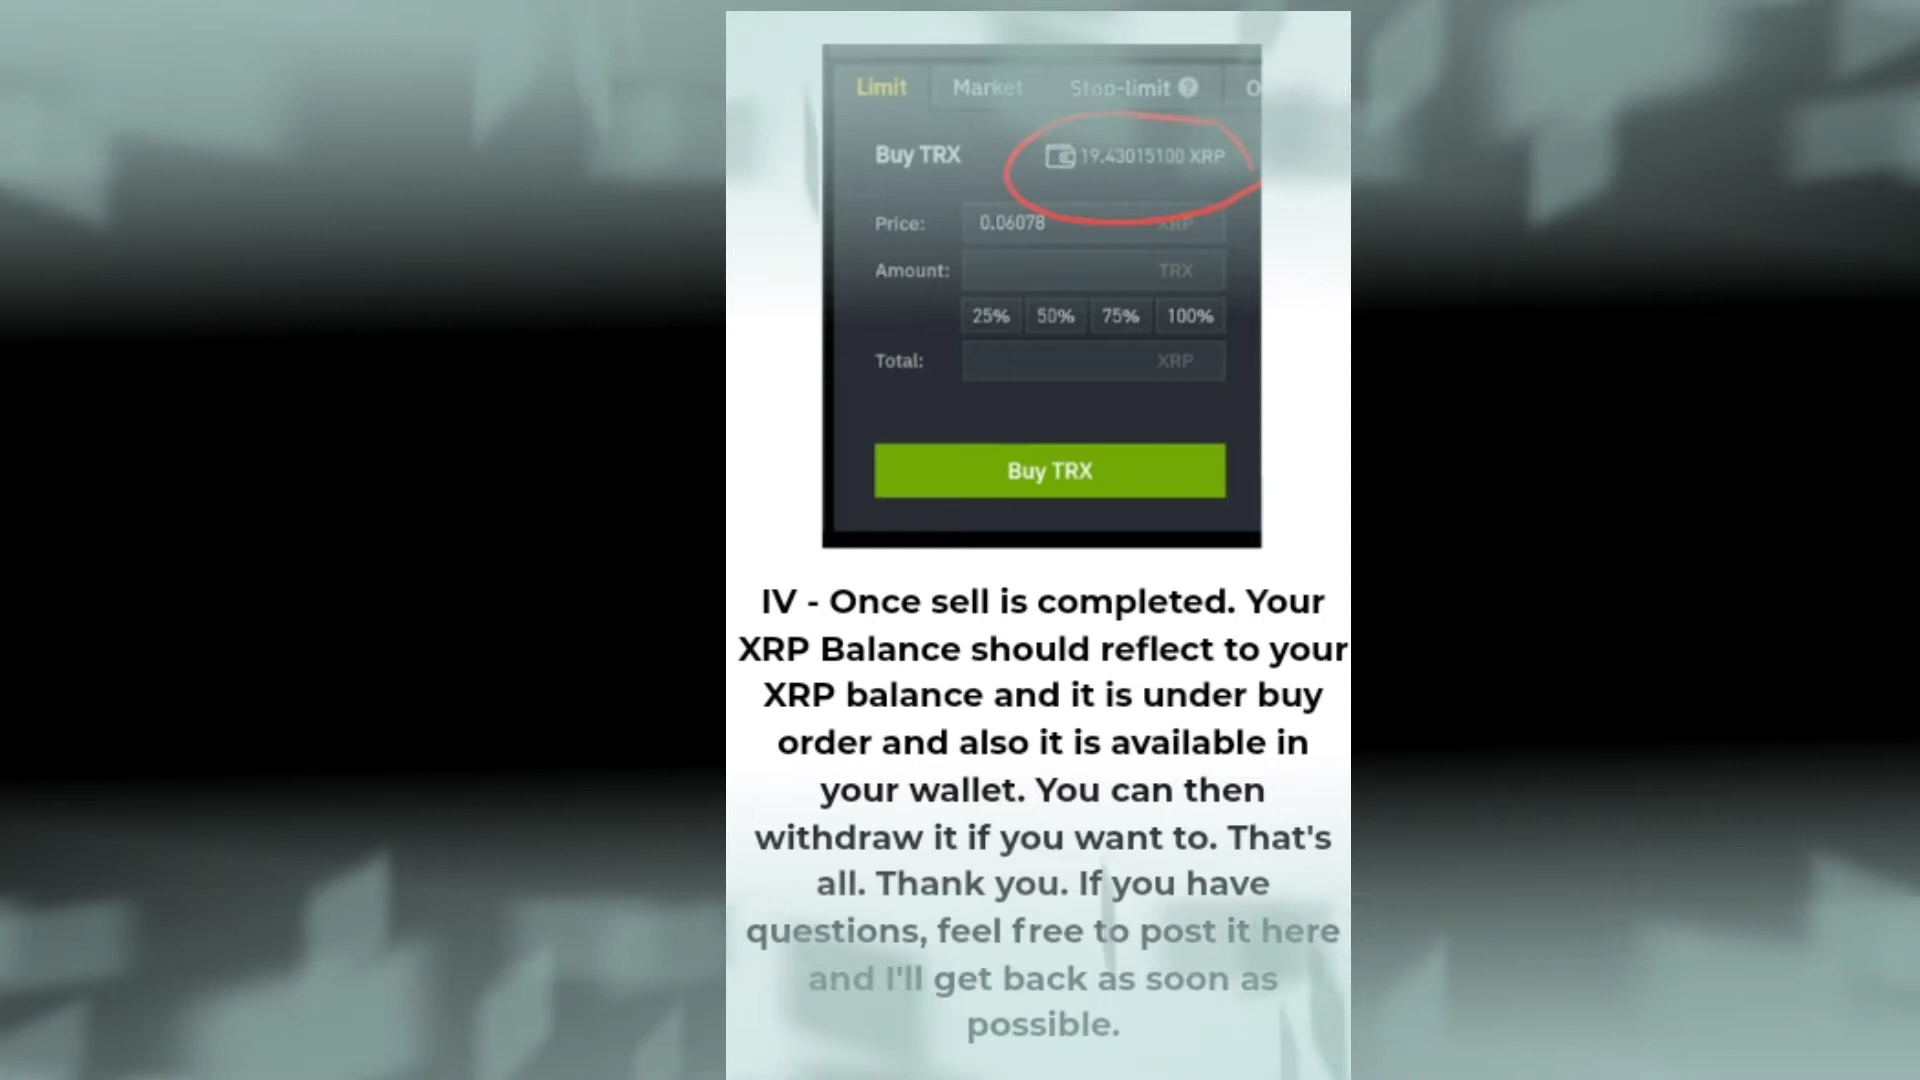 Limit Market Stop-limit ? O
Buy TRX 19.43015100 XRP
Price: 0.06078 XRP
Amount: TRX
25% 50% 75% 100%
Total: XRP
Buy TRX
IV - Once sell is completed. Your
XRP Balance should reflect to your
XRP balance and it is under buy
order and also it is available in
your wallet. You can then
withdraw it if you want to. That's
all. Thank you. If you have
questions, feel free to post it here
and I'll get back as soon as
possible.